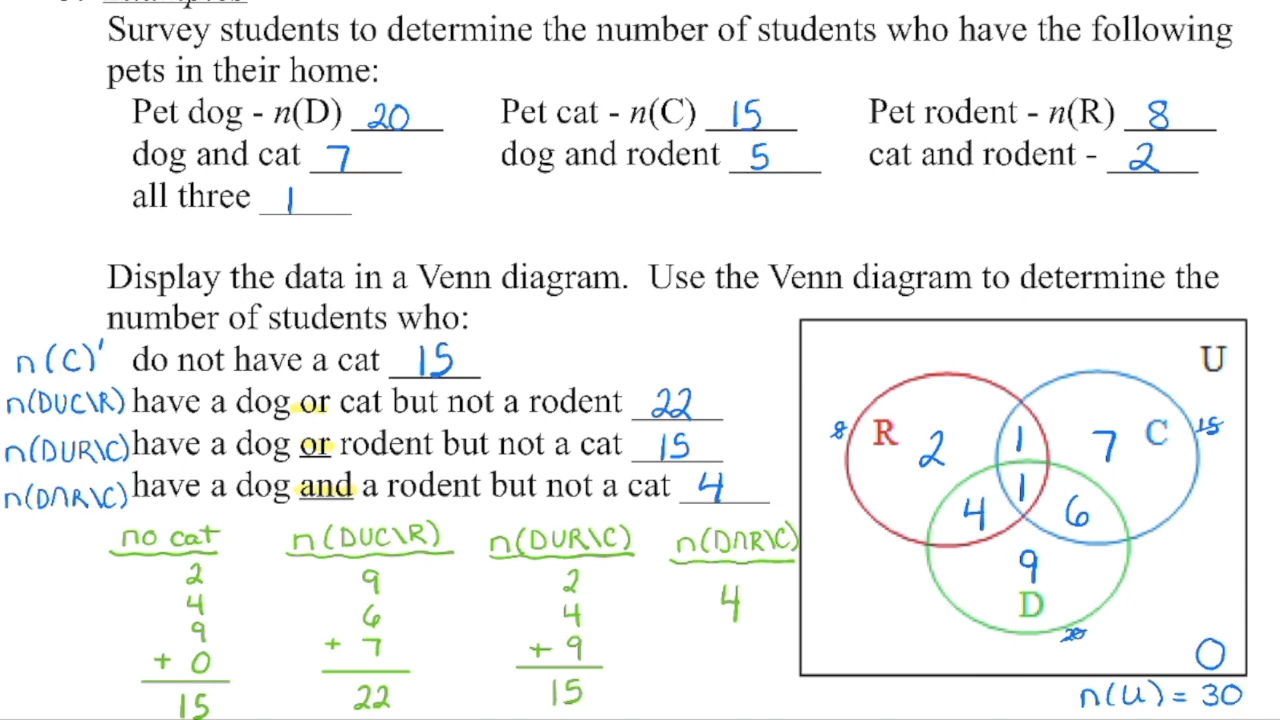 Survey students to determine the number of students who have the following
pets in their home:
Pet dog - n(D) 20 Pet cat - n(C) 15 Pet rodent - n(R) 8
dog and cat 7 dog and rodent 5 cat and rodent - 2
all three 1
Display the data in a Venn diagram. Use the Venn diagram to determine the
number of students who:
n(C)' do not have a cat 15
n(DUC\R) have a dog or cat but not a rodent 22
n(DUR\C) have a dog or rodent but not a cat 15
n(D∩R\C) have a dog and a rodent but not a cat 4
no cat
2
4
9
+ 0
15
n(DUC\R)
9
6
+ 7
22
n(DUR\C)
2
4
+ 9
15
n(D∩R\C)
4
U
8 R 2 1 7 C 15
4 1 6
9
D
20
0
n(U) = 30